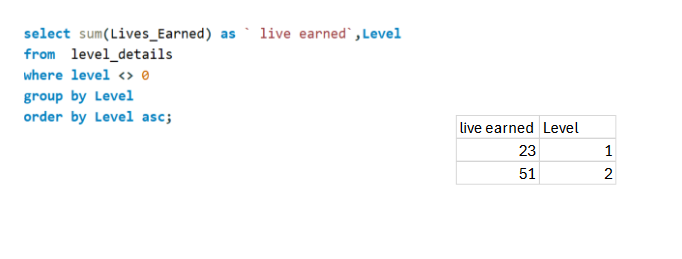 select sum(Lives_Earned) as ` live earned`,Level
from  level_details
where level <> 0
group by Level
order by Level asc;
live earned Level
23 1
51 2